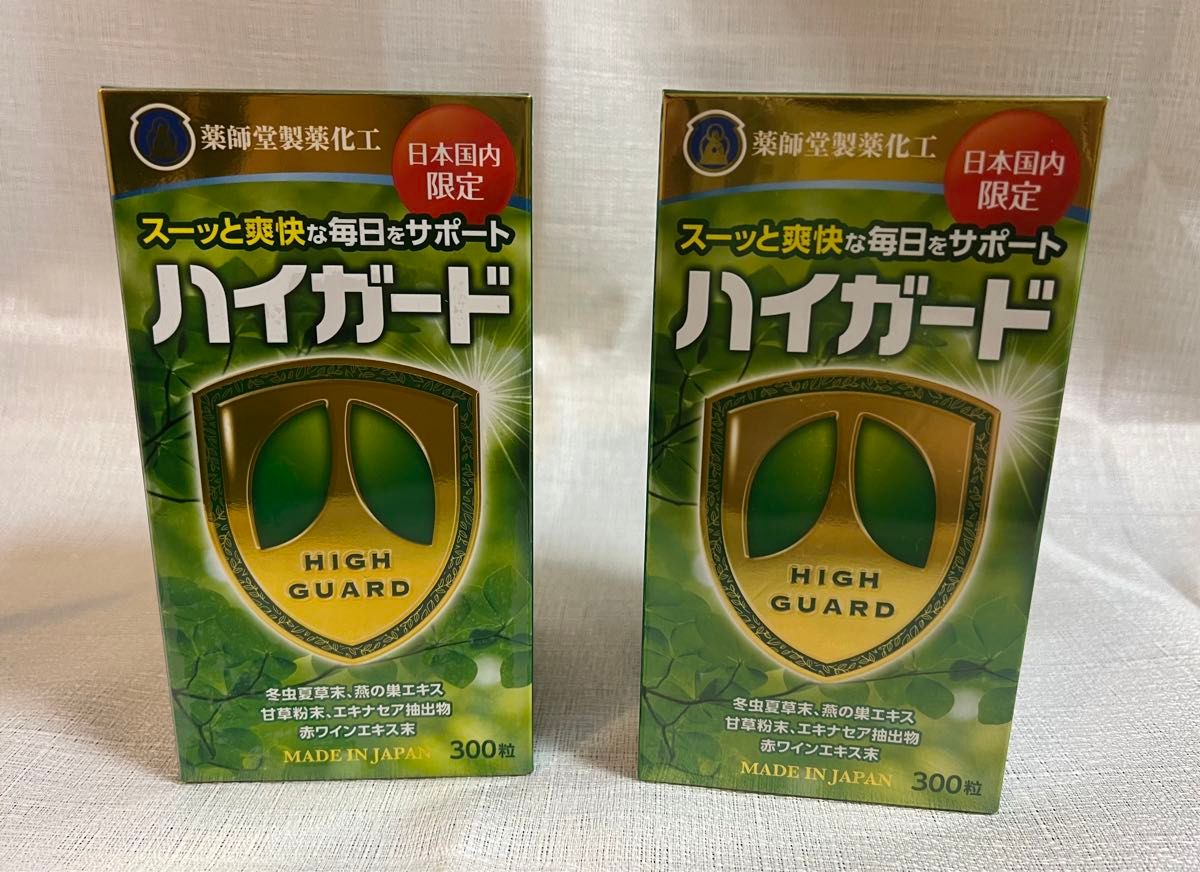 薬師堂製薬化工
日本国内
限定
スーッと爽快な毎日をサポート
ハイガード
HIGH
GUARD
冬虫夏草末、燕の巣エキス
甘草粉末、エキナセア抽出物
赤ワインエキス末
MADE IN JAPAN
300粒
薬師堂製薬化工
日本国内
限定
スーッと爽快な毎日をサポート
ハイガード
HIGH
GUARD
冬虫夏草末、燕の巣エキス
甘草粉末、エキナセア抽出物
赤ワインエキス末
MADE IN JAPAN
300粒